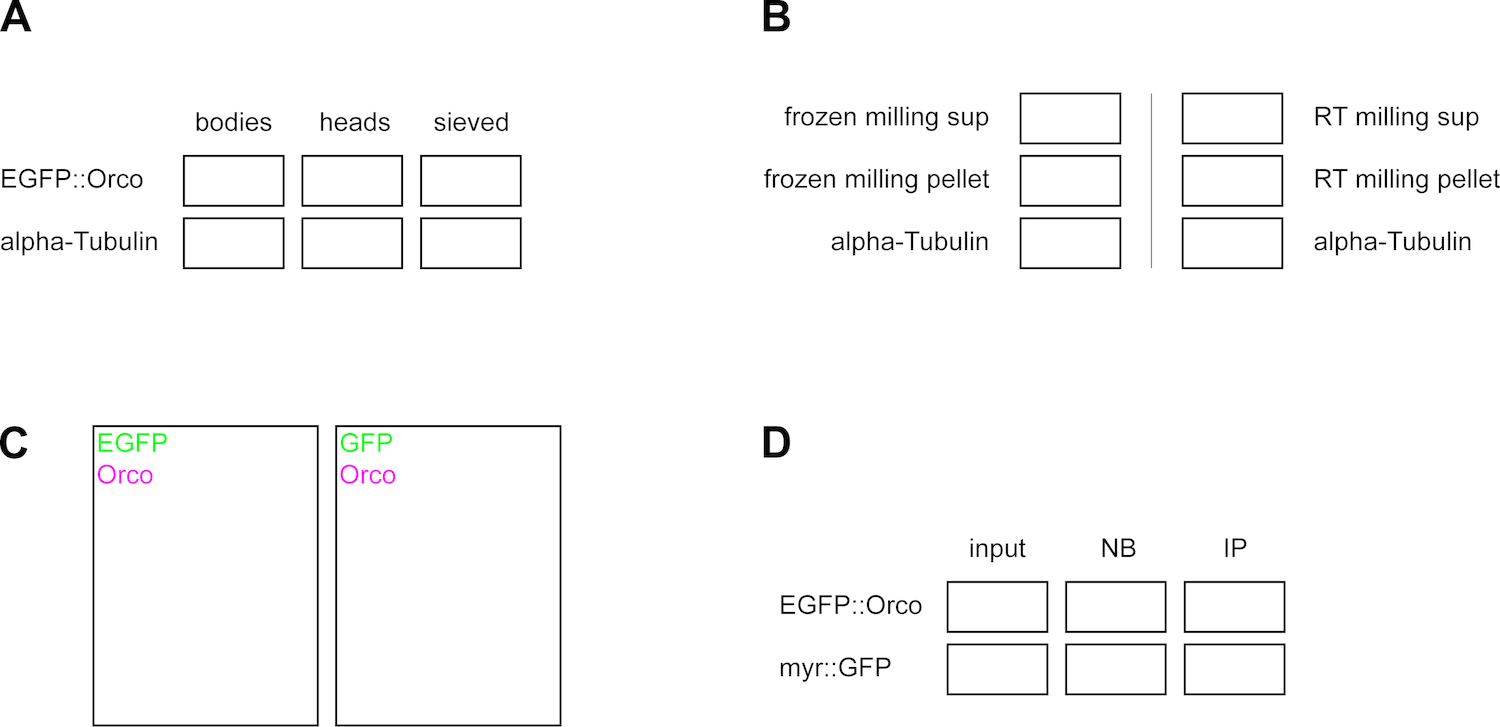 A
bodies heads sieved
EGFP::Orco
alpha-Tubulin
B
frozen milling sup RT milling sup
frozen milling pellet RT milling pellet
alpha-Tubulin alpha-Tubulin
C
EGFP
Orco
GFP
Orco
D
input NB IP
EGFP::Orco
myr::GFP